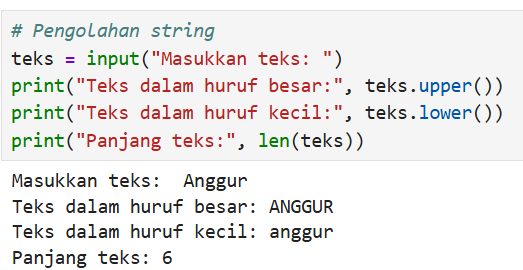 # Pengolahan string
teks = input("Masukkan teks: ")
print("Teks dalam huruf besar:", teks.upper())
print("Teks dalam huruf kecil:", teks.lower())
print("Panjang teks:", len(teks))
Masukkan teks:  Anggur
Teks dalam huruf besar: ANGGUR
Teks dalam huruf kecil: anggur
Panjang teks: 6